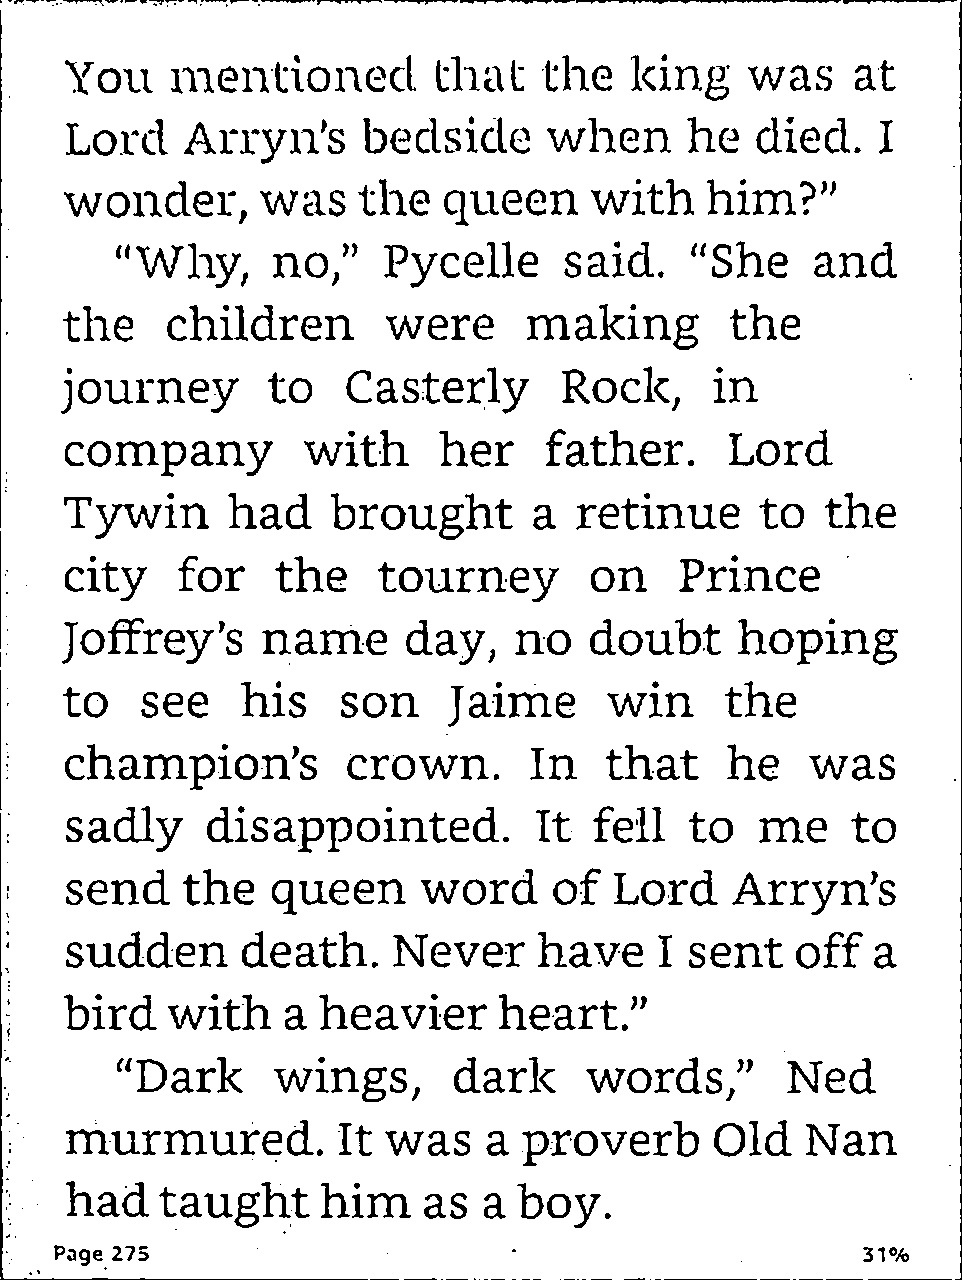 You mentioned that the king was at
Lord Arryn's bedside when he died. I
wonder, was the queen with him?”
“Why, no,” Pycelle said. “She and
the children were making the
journey to Casterly Rock, in
company with her father. Lord
Tywin had brought a retinue to the
city for the tourney on Prince
Joffrey's name day, no doubt hoping
to see his son Jaime win the
champion's crown. In that he was
sadly disappointed. It fell to me to
send the queen word of Lord Arryn's
sudden death. Never have I sent off a
bird with a heavier heart.”
“Dark wings, dark words,” Ned
murmured. It was a proverb Old Nan
had taught him as a boy.
Page 275 31%